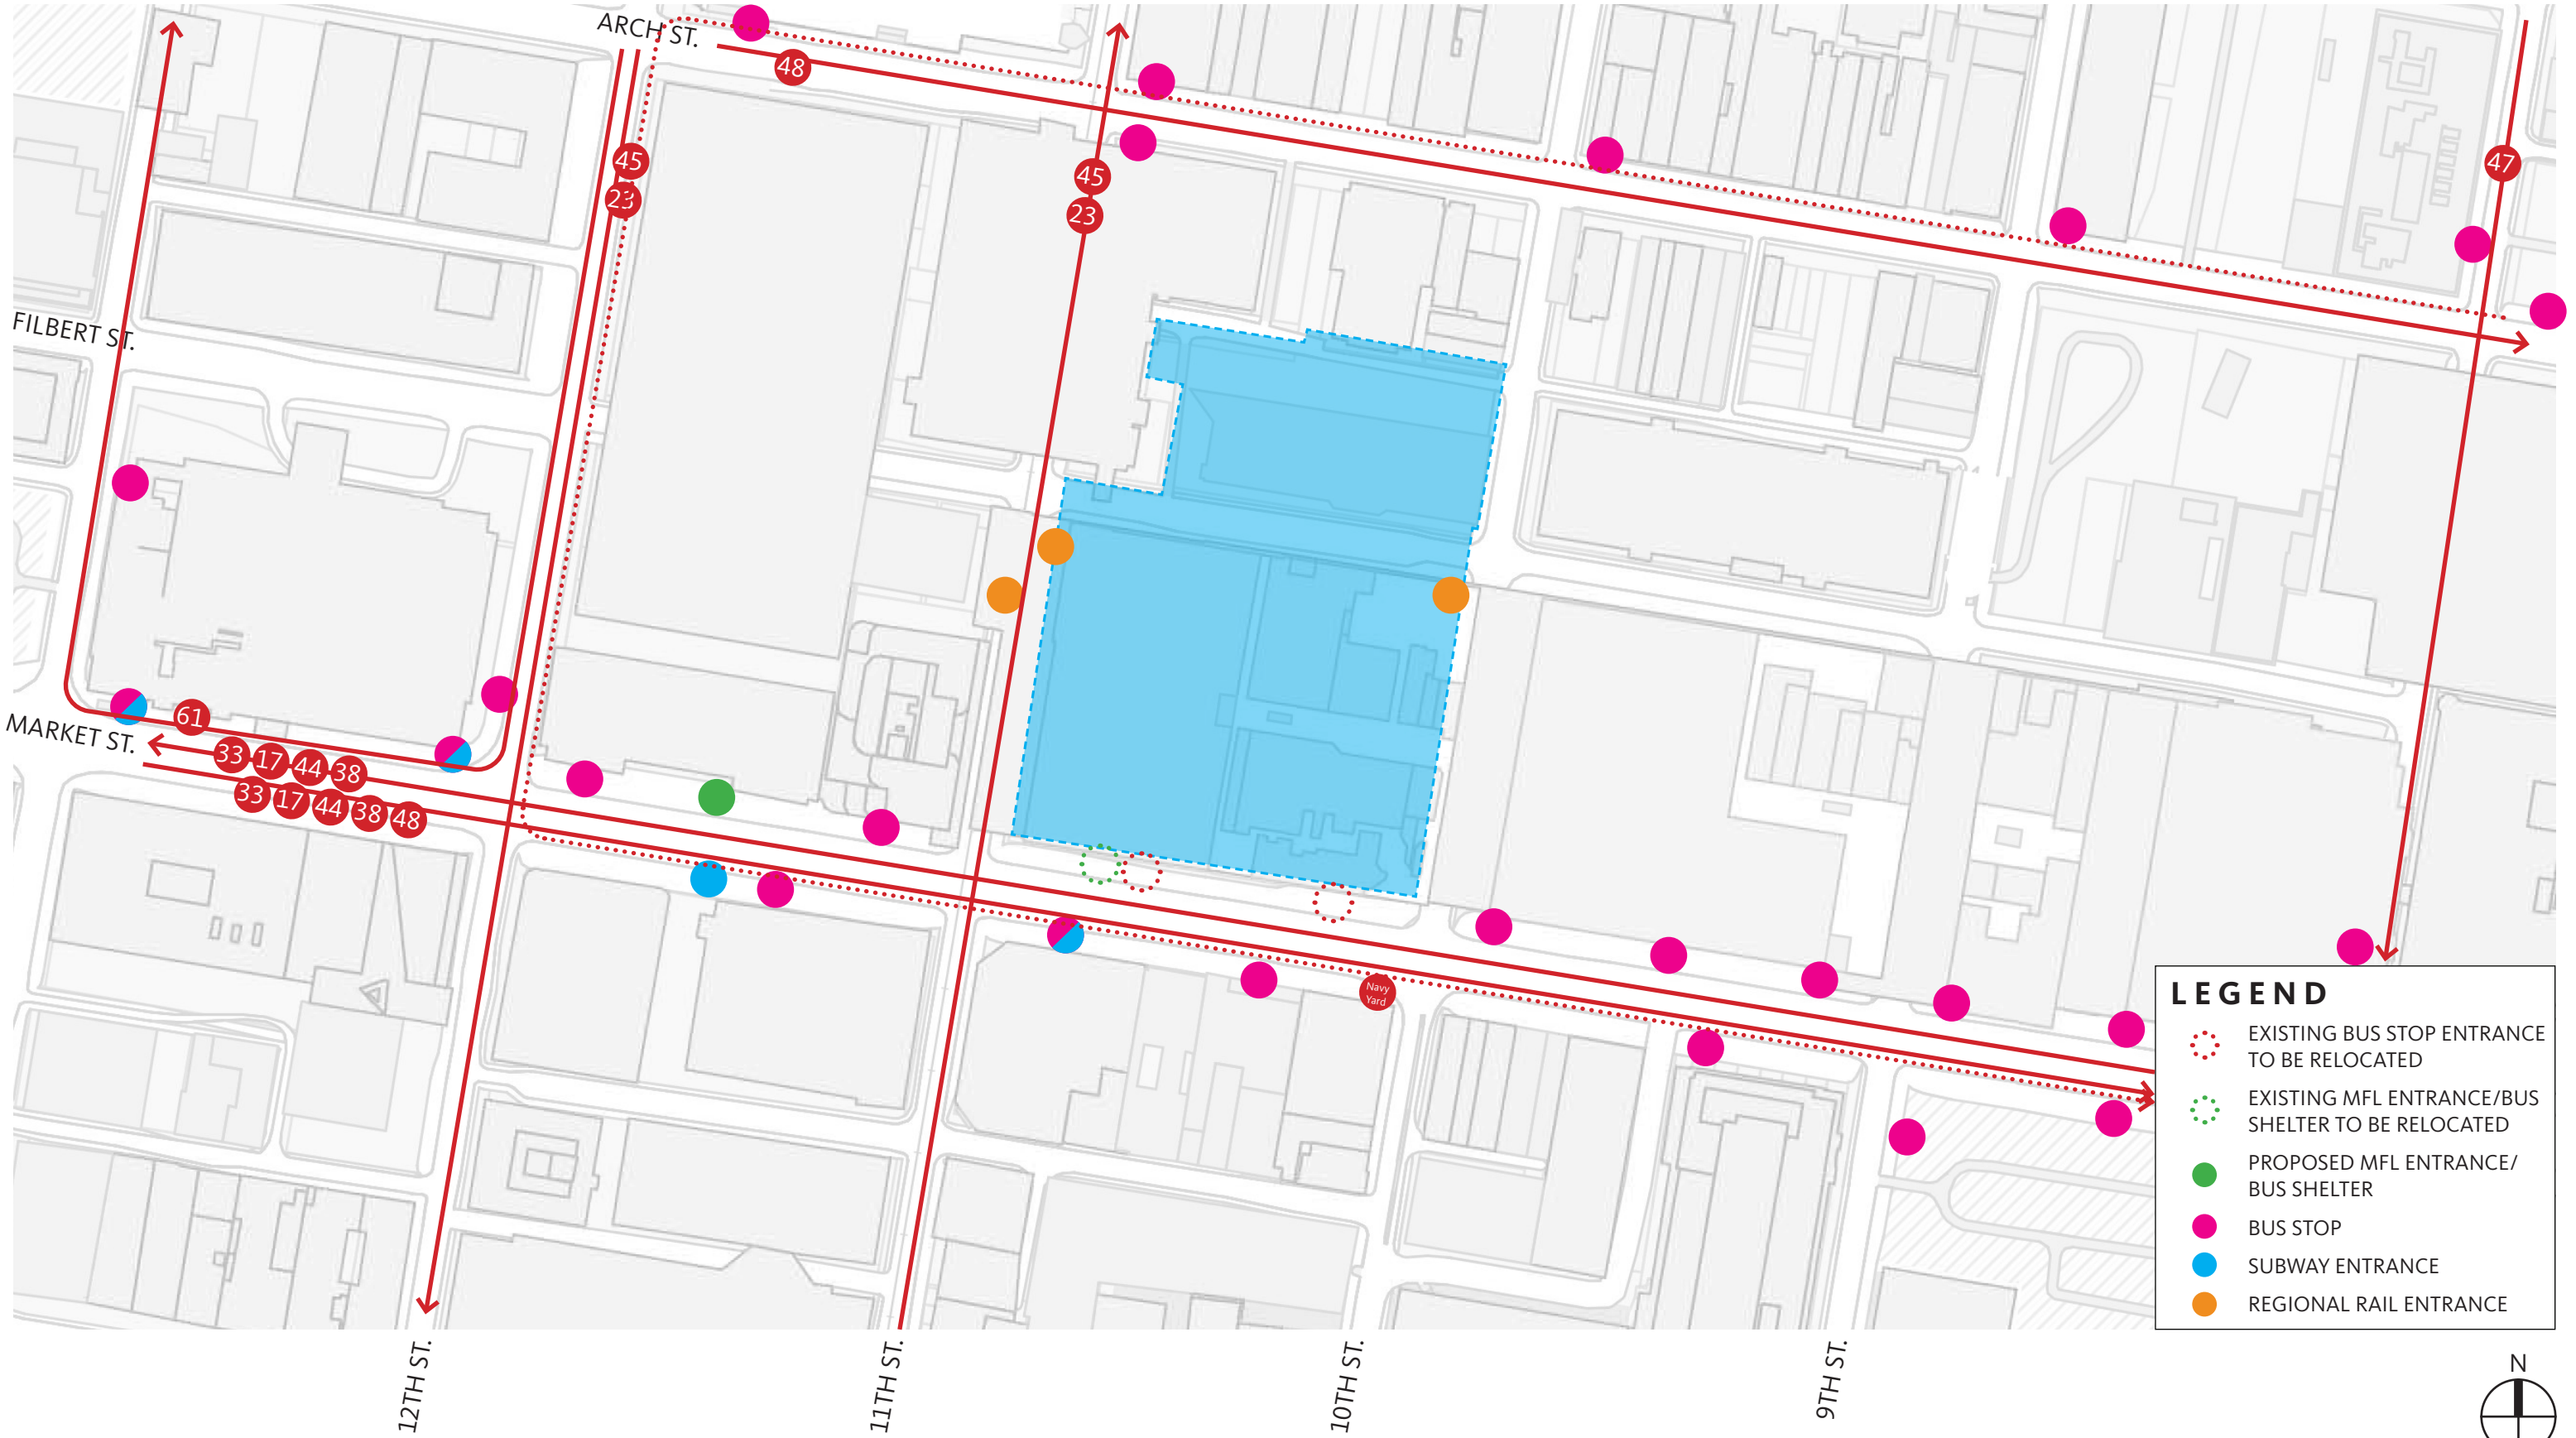 ARCH ST.
48
45
23
45
23
47
FILBERT ST.
61
MARKET ST.
33 17 44 38
33 17 44 38 48
Navy
Yard
LEGEND
EXISTING BUS STOP ENTRANCE
TO BE RELOCATED
EXISTING MFL ENTRANCE/BUS
SHELTER TO BE RELOCATED
PROPOSED MFL ENTRANCE/
BUS SHELTER
BUS STOP
SUBWAY ENTRANCE
REGIONAL RAIL ENTRANCE
12TH ST.
11TH ST.
10TH ST.
9TH ST.
N